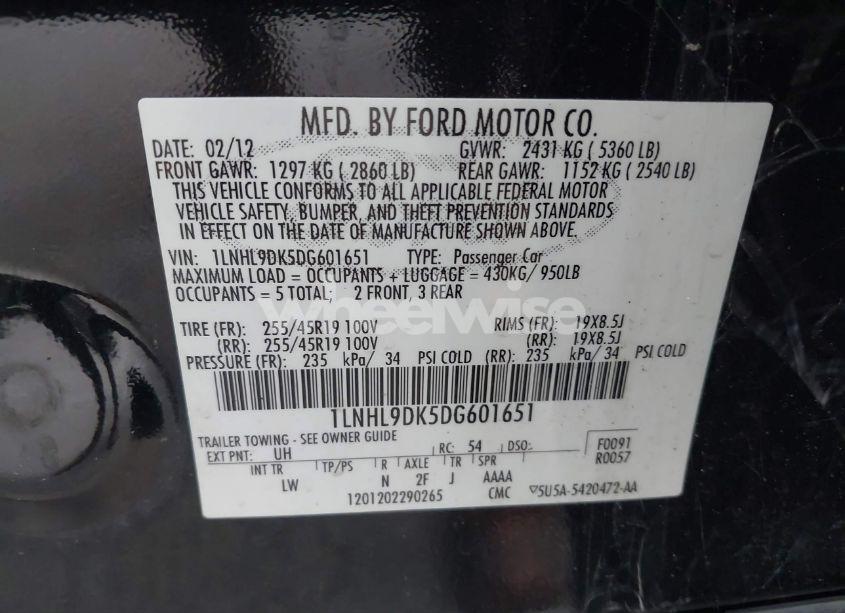 MFD. BY FORD MOTOR CO.
DATE: 02/12 GVWR: 2431 KG ( 5360 LB)
FRONT GAWR: 1297 KG ( 2860 LB) REAR GAWR: 1152 KG ( 2540 LB)
THIS VEHICLE CONFORMS TO ALL APPLICABLE FEDERAL MOTOR
VEHICLE SAFETY, BUMPER, AND THEFT PREVENTION STANDARDS
IN EFFECT ON THE DATE OF MANUFACTURE SHOWN ABOVE.
VIN: 1LNHL9DK5DG601651 TYPE: Passenger Car
MAXIMUM LOAD = OCCUPANTS + LUGGAGE = 430KG/ 950LB
OCCUPANTS = 5 TOTAL; 2 FRONT, 3 REAR
wheelwise
TIRE (FR): 255/45R19 100V RIMS (FR): 19X8.5J
(RR): 255/45R19 100V (RR): 19X8.5J
PRESSURE (FR): 235 kPa/ 34 PSI COLD (RR): 235 kPa/ 34 PSI COLD
1LNHL9DK5DG601651
TRAILER TOWING - SEE OWNER GUIDE
EXT PNT: UH RC: 54 DSO: F0091
R0057
INT TR TP/PS R AXLE TR SPR
LW N 2F J AAAA
1201202290265 CMC 5U5A-5420472-AA